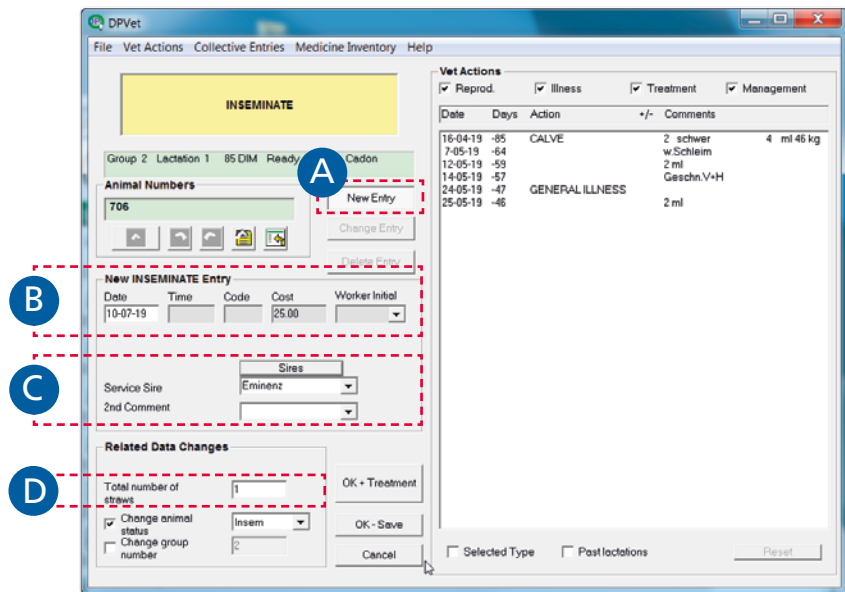 DPVet
File Vet Actions Collective Entries Medicine Inventory Help
INSEMINATE
Group 2 Lactation 1 85 DIM Ready Cadon
A
Animal Numbers
706
New Entry
Change Entry
Delete Entry
B
New INSEMINATE Entry
Date Time Code Cost Worker Initial
10-07-19 25.00
C
Sires
Service Sire Eminenz
2nd Comment
Related Data Changes
D
Total number of straws 1
Change animal status Insem
Change group number 2
OK + Treatment
OK - Save
Cancel
Vet Actions
Reprod. Illness Treatment Management
Date Days Action +/- Comments
16-04-19 -85 CALVE 2 schwer 4 ml 46 kg
7-05-19 -64 w.Schleim
12-05-19 -59 2 ml
14-05-19 -57 Geschn.V+H
24-05-19 -47 GENERAL ILLNESS
25-05-19 -46 2 ml
Selected Type Past lactations Reset